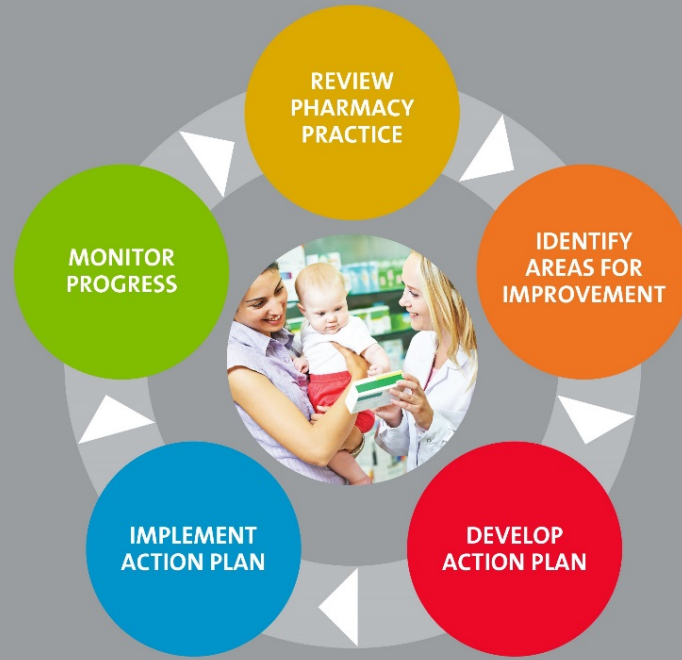 REVIEW
PHARMACY
PRACTICE
IDENTIFY
AREAS FOR
IMPROVEMENT
DEVELOP
ACTION PLAN
IMPLEMENT
ACTION PLAN
MONITOR
PROGRESS